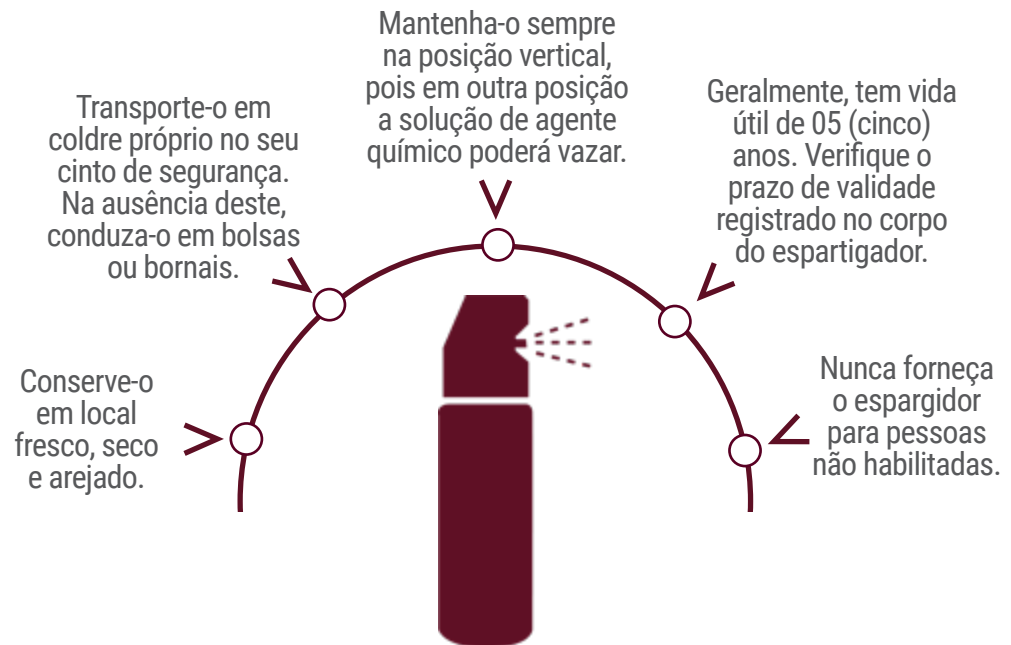 Mantenha-o sempre
na posição vertical,
pois em outra posição
a solução de agente
químico poderá vazar.
Transporte-o em
coldre próprio no seu
cinto de segurança.
Na ausência deste,
conduza-o em bolsas
ou bornais.
Geralmente, tem vida
útil de 05 (cinco)
anos. Verifique o
prazo de validade
registrado no corpo
do espartigador.
Conserve-o
em local
fresco, seco
e arejado.
Nunca forneça
o espargidor
para pessoas
não habilitadas.